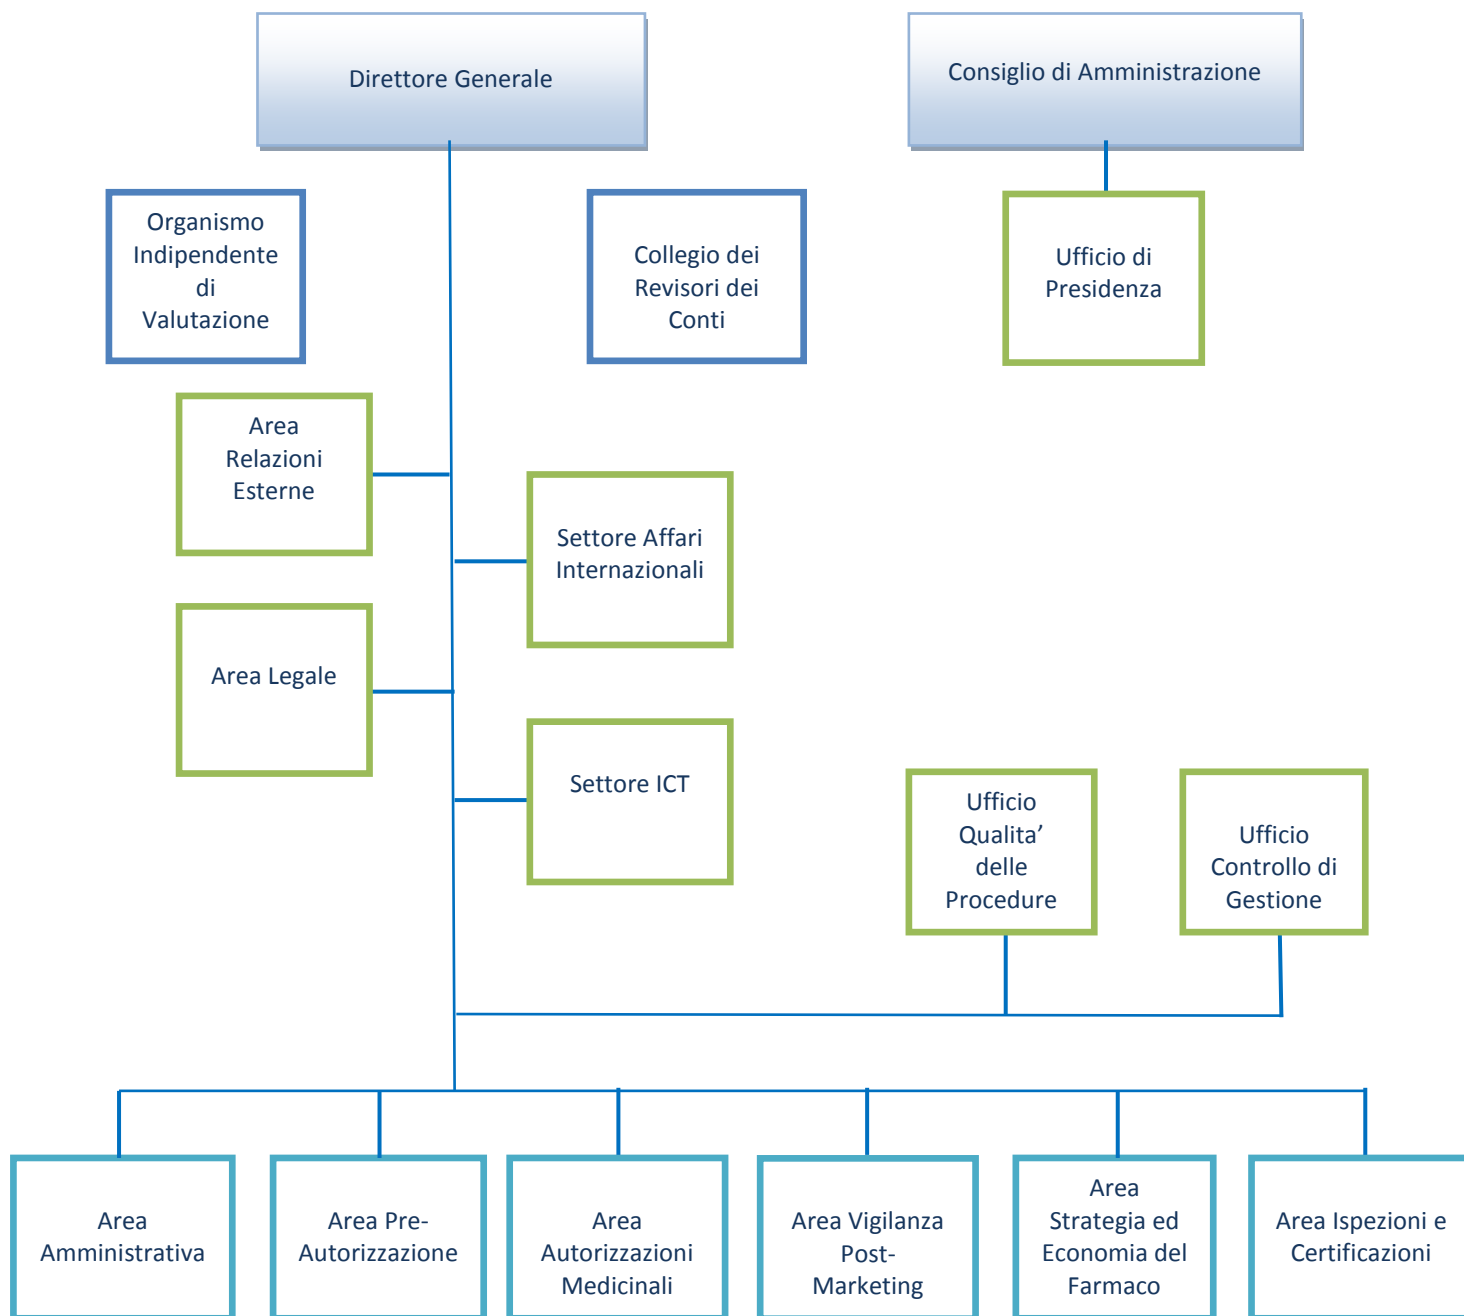 Direttore Generale
Consiglio di Amministrazione
Organismo
Indipendente
di
Valutazione
Collegio dei
Revisori dei
Conti
Ufficio di
Presidenza
Area
Relazioni
Esterne
Settore Affari
Internazionali
Area Legale
Settore ICT
Ufficio
Qualita’
delle
Procedure
Ufficio
Controllo di
Gestione
Area
Amministrativa
Area Pre-
Autorizzazione
Area
Autorizzazioni
Medicinali
Area Vigilanza
Post-
Marketing
Area
Strategia ed
Economia del
Farmaco
Area Ispezioni e
Certificazioni